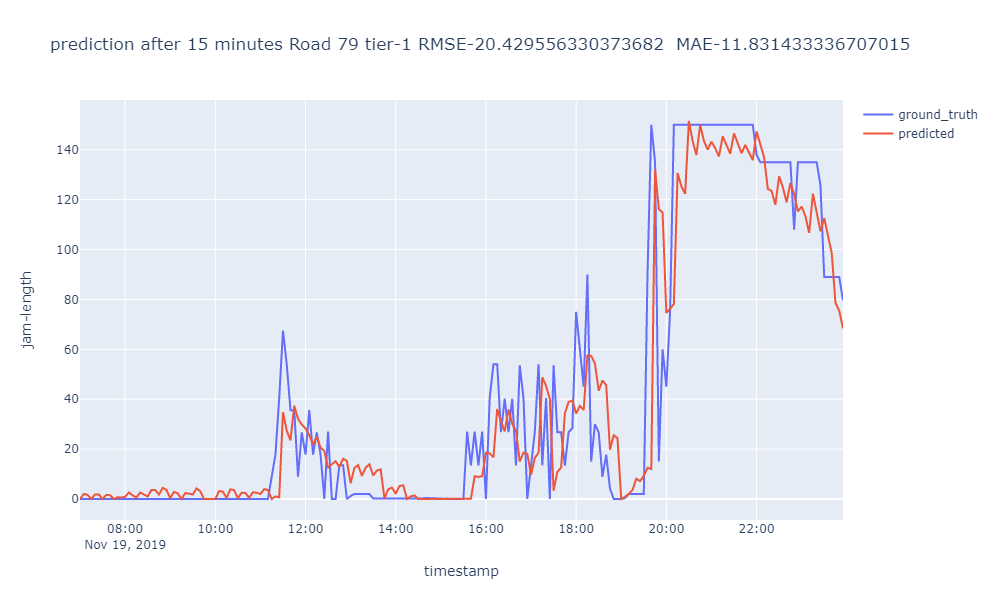 prediction after 15 minutes Road 79 tier-1 RMSE-20.429556330373682  MAE-11.831433336707015
ground_truth
predicted
140
120
100
80
60
40
20
0
jam-length
08:00 10:00 12:00 14:00 16:00 18:00 20:00 22:00
Nov 19, 2019
timestamp